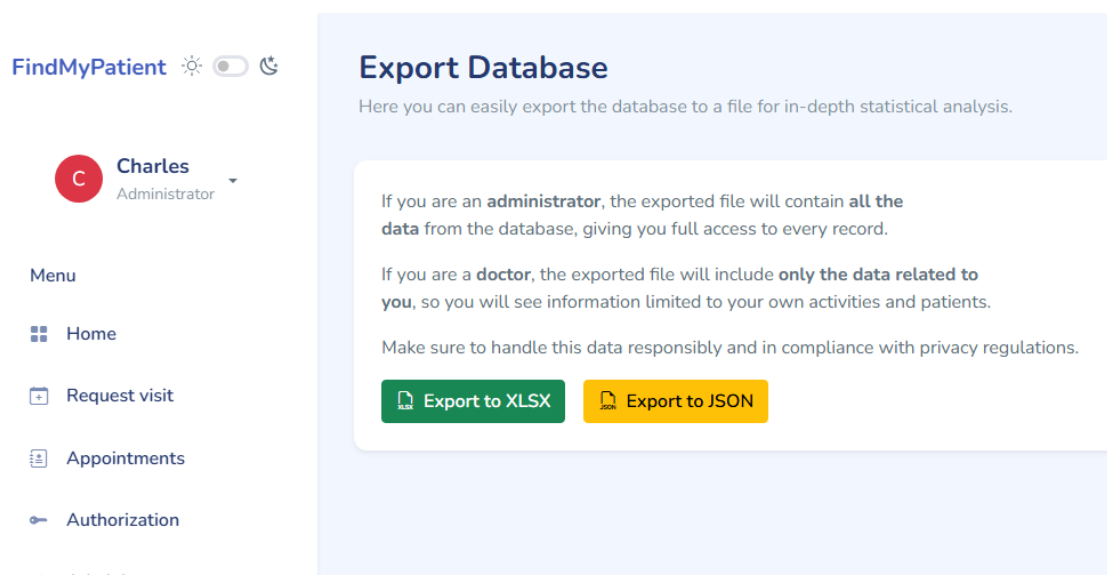 FindMyPatient
C
Charles
Administrator
Menu
Home
Request visit
Appointments
Authorization
Export Database
Here you can easily export the database to a file for in-depth statistical analysis.
If you are an administrator, the exported file will contain all the
data from the database, giving you full access to every record.
If you are a doctor, the exported file will include only the data related to
you, so you will see information limited to your own activities and patients.
Make sure to handle this data responsibly and in compliance with privacy regulations.
XLSX Export to XLSX
JSON Export to JSON